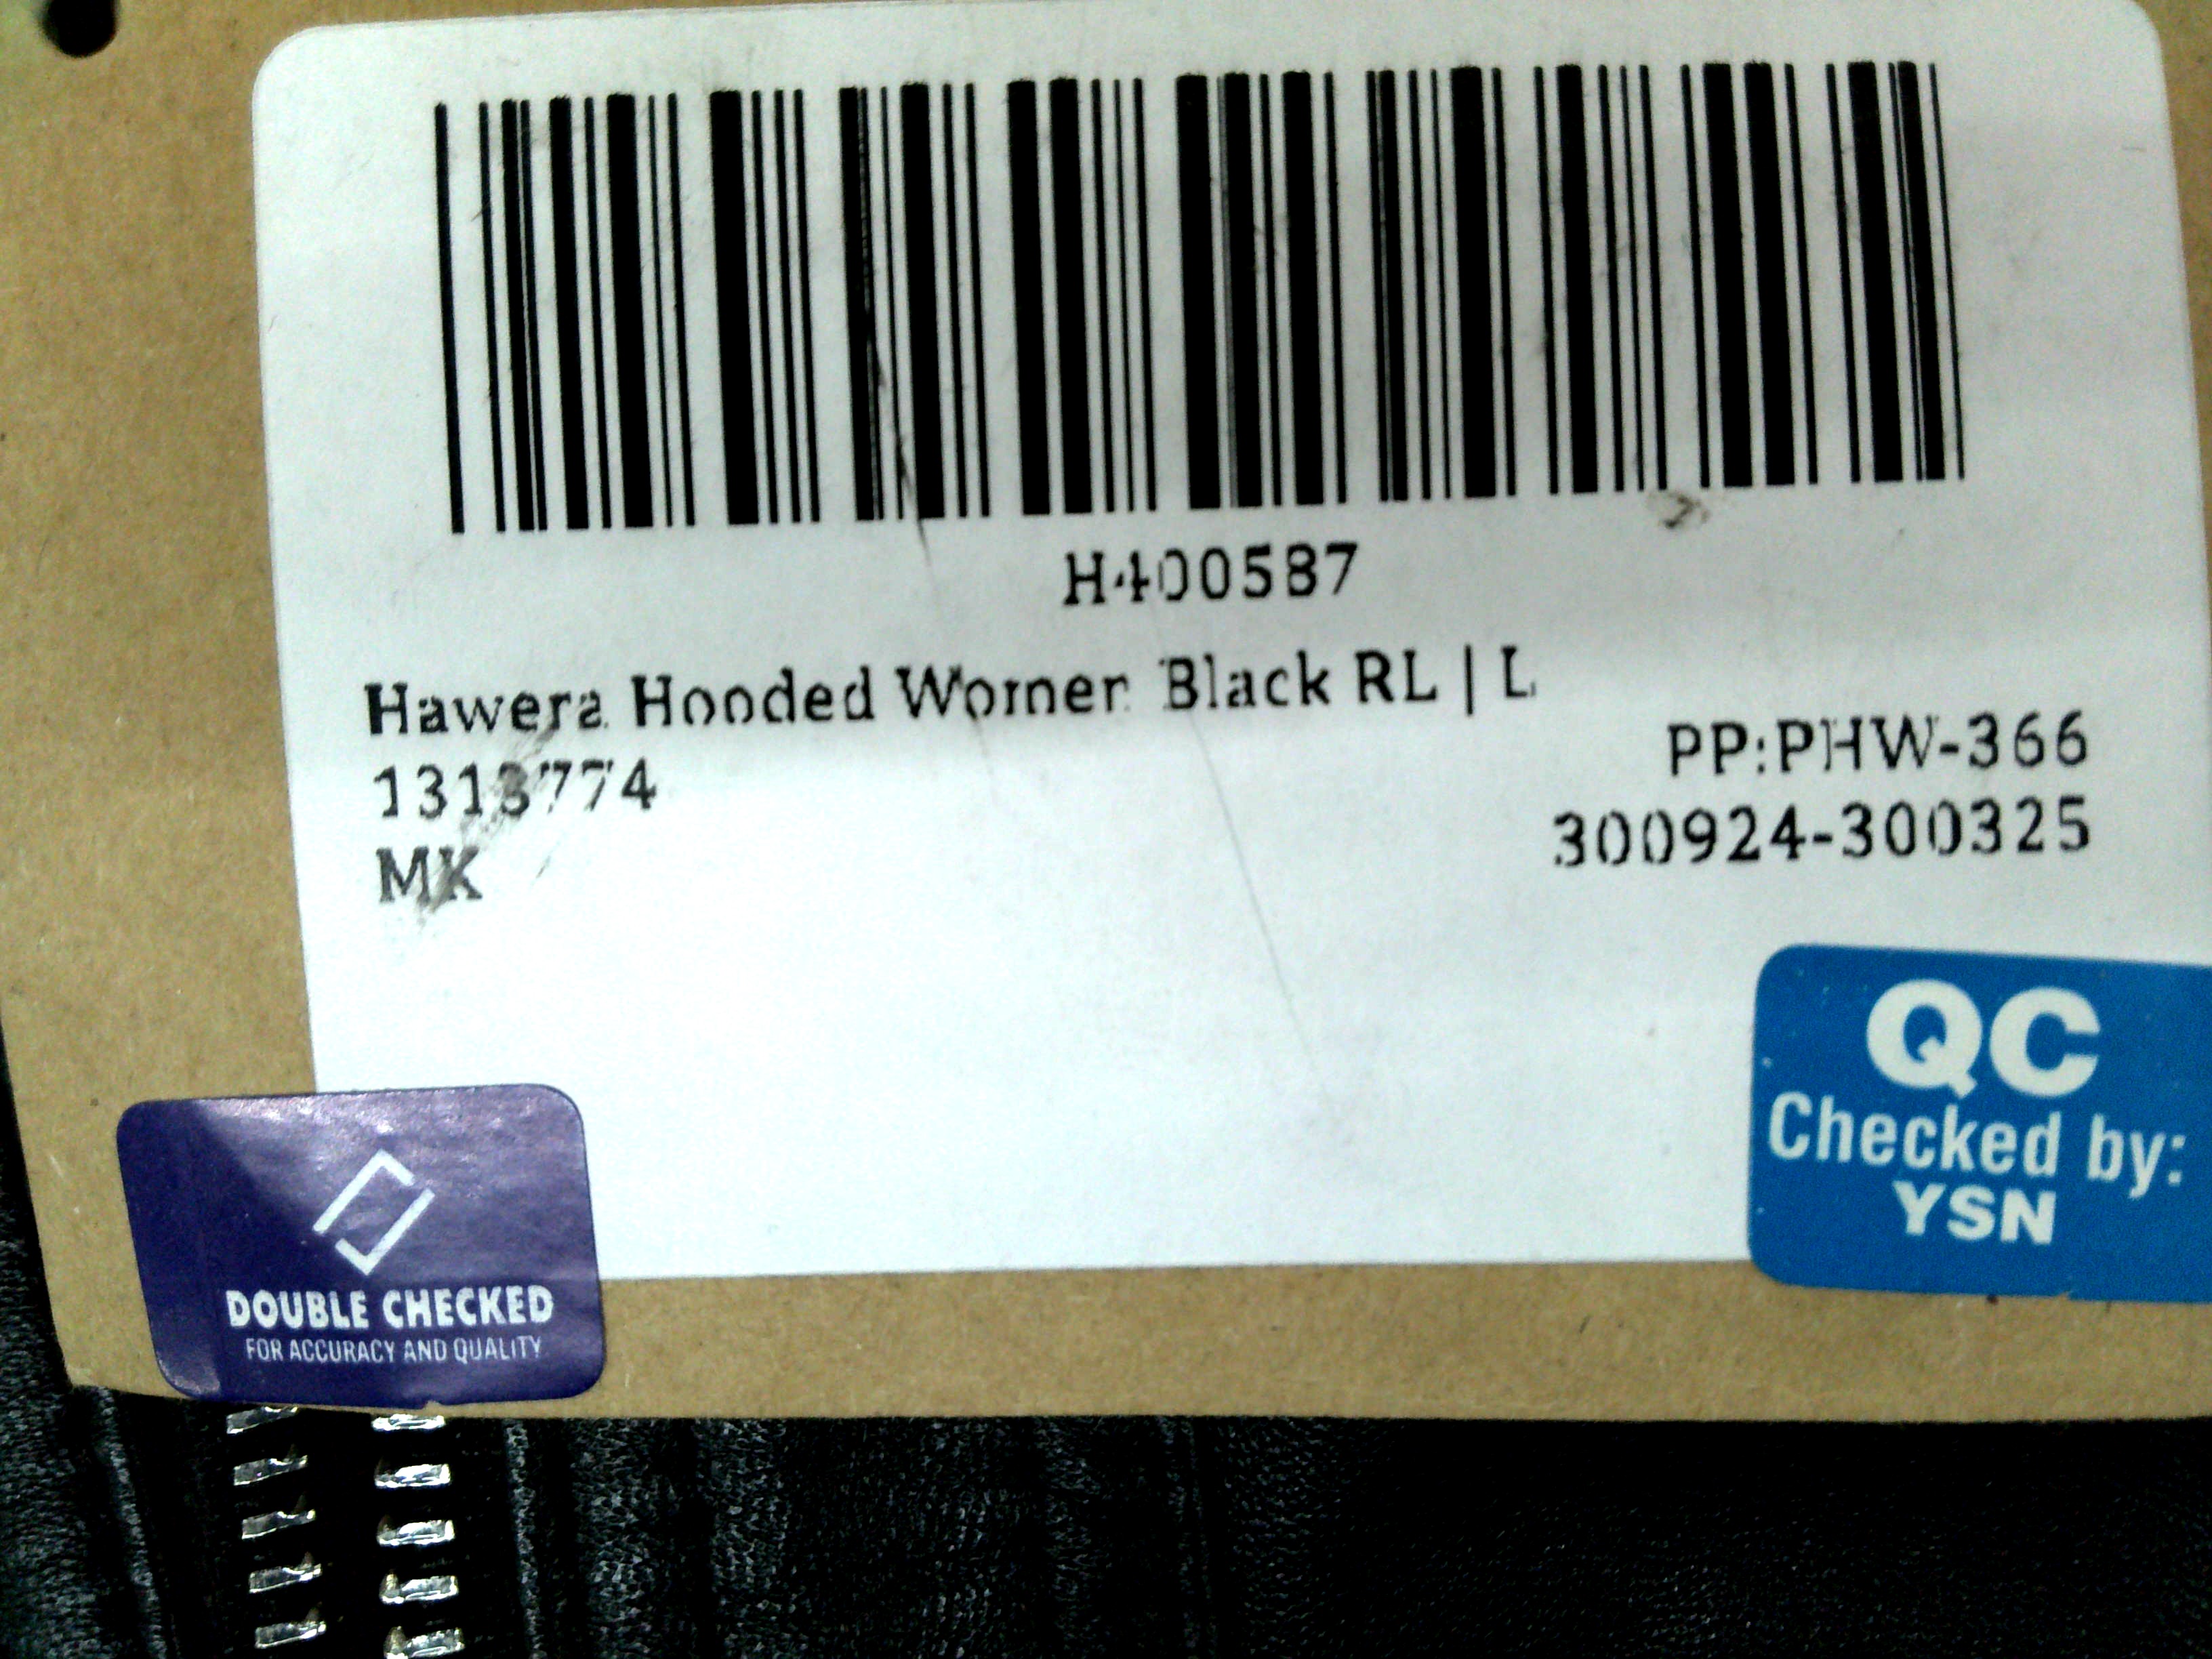 H400587
Hawera Hooded Women Black RL | L
1313774
PP:PHW-366
MK
300924-300325
QC
Checked by:
YSN
DOUBLE CHECKED
FOR ACCURACY AND QUALITY